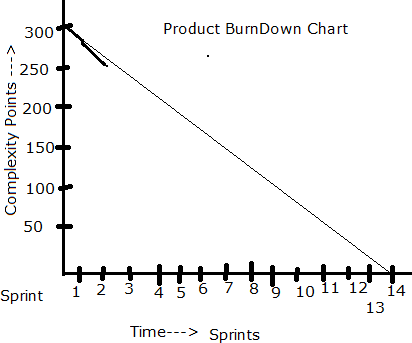 Product BurnDown Chart
Complexity Points --->
300
250
200
150
100
50
Sprint
1 2 3 4 5 6 7 8 9 10 11 12 13 14
Time---> Sprints